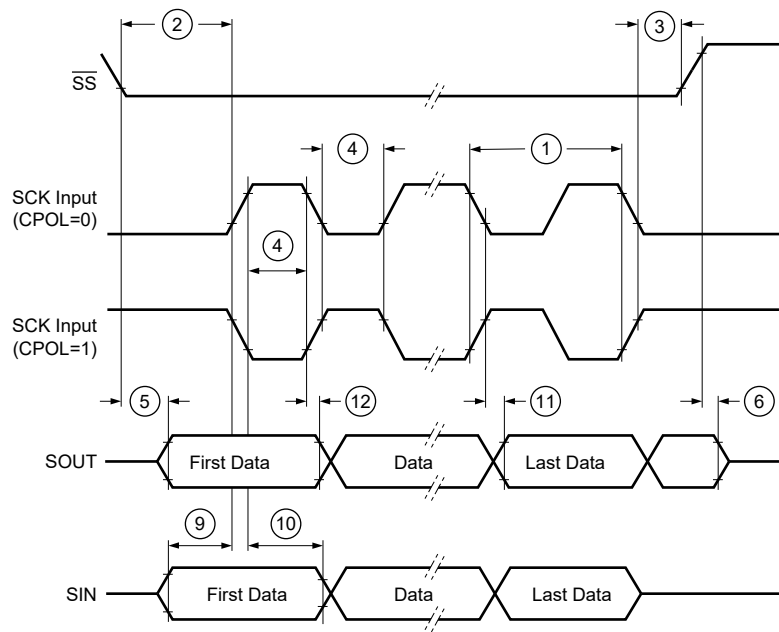 2
3
S̅S̅
4
1
SCK Input
(CPOL=0)
4
SCK Input
(CPOL=1)
5
12
11
6
SOUT
First Data
Data
Last Data
9
10
SIN
First Data
Data
Last Data